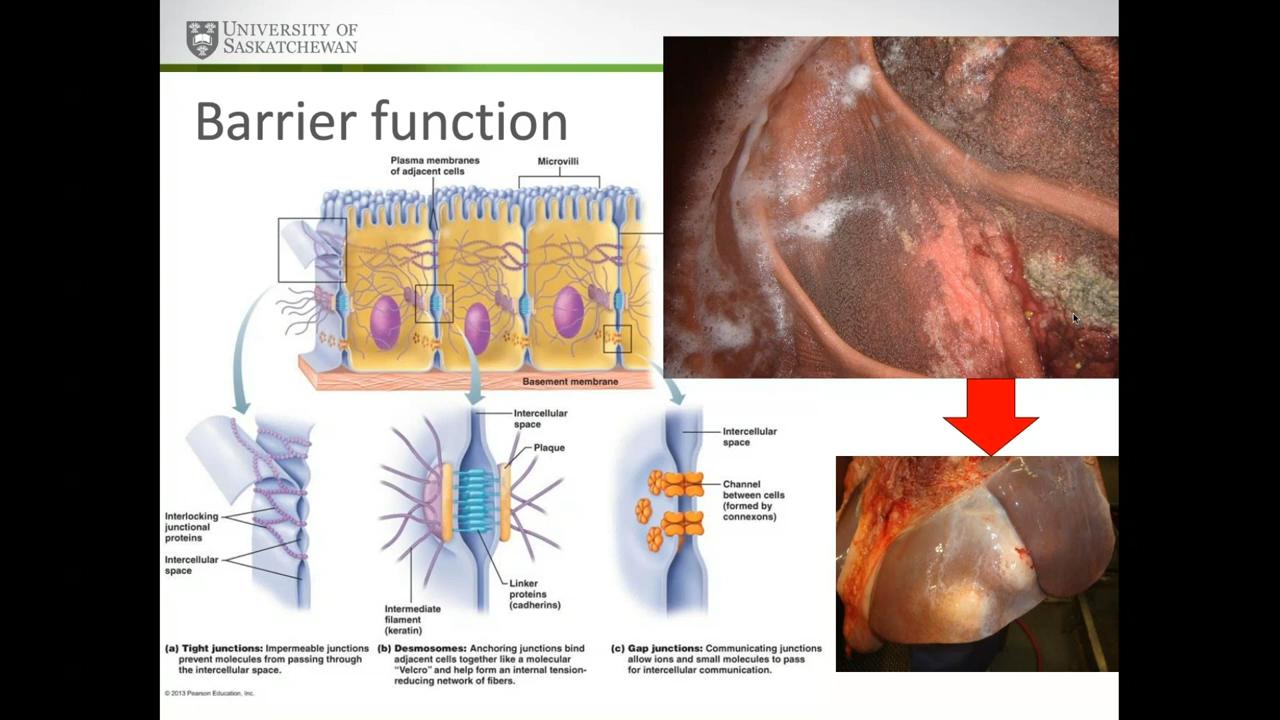 UNIVERSITY OF
SASKATCHEWAN
Barrier function
Plasma membranes
of adjacent cells
Microvilli
Basement membrane
Intercellular
space
Plaque
Intercellular
space
Channel
between cells
(formed by
connexons)
Interlocking
junctional
proteins
Intercellular
space
Linker
proteins
(cadherins)
Intermediate
filament
(keratin)
(a) Tight junctions: Impermeable junctions
prevent molecules from passing through
the intercellular space.
(b) Desmosomes: Anchoring junctions bind
adjacent cells together like a molecular
"Velcro" and help form an internal tension-
reducing network of fibers.
(c) Gap junctions: Communicating junctions
allow ions and small molecules to pass
for intercellular communication.
© 2013 Pearson Education, Inc.